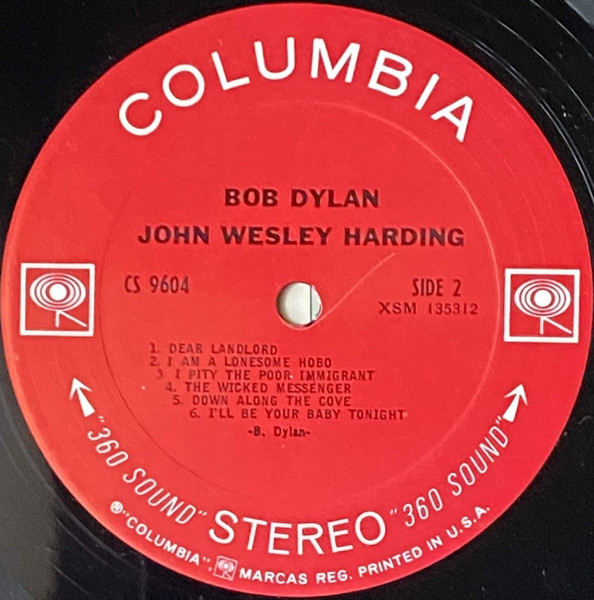 COLUMBIA
BOB DYLAN
JOHN WESLEY HARDING
CS 9604
SIDE 2
XSM 135312
1. DEAR LANDLORD
2. I AM A LONESOME HOBO
3 I PITY THE POOR IMMIGRANT
4. THE WICKED MESSENGER
5. DOWN ALONG THE COVE
6. I'LL BE YOUR BABY TONIGHT
-B. Dylan-
"360 SOUND" STEREO "360 SOUND"
®"COLUMBIA", MARCAS REG. PRINTED IN U.S.A.